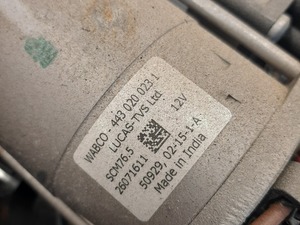 WABCO - 443 020 023-1
LUCAS-TVS Ltd.
SCM76.5
12V
26071611
50929, 02-15-1-A
Made in India